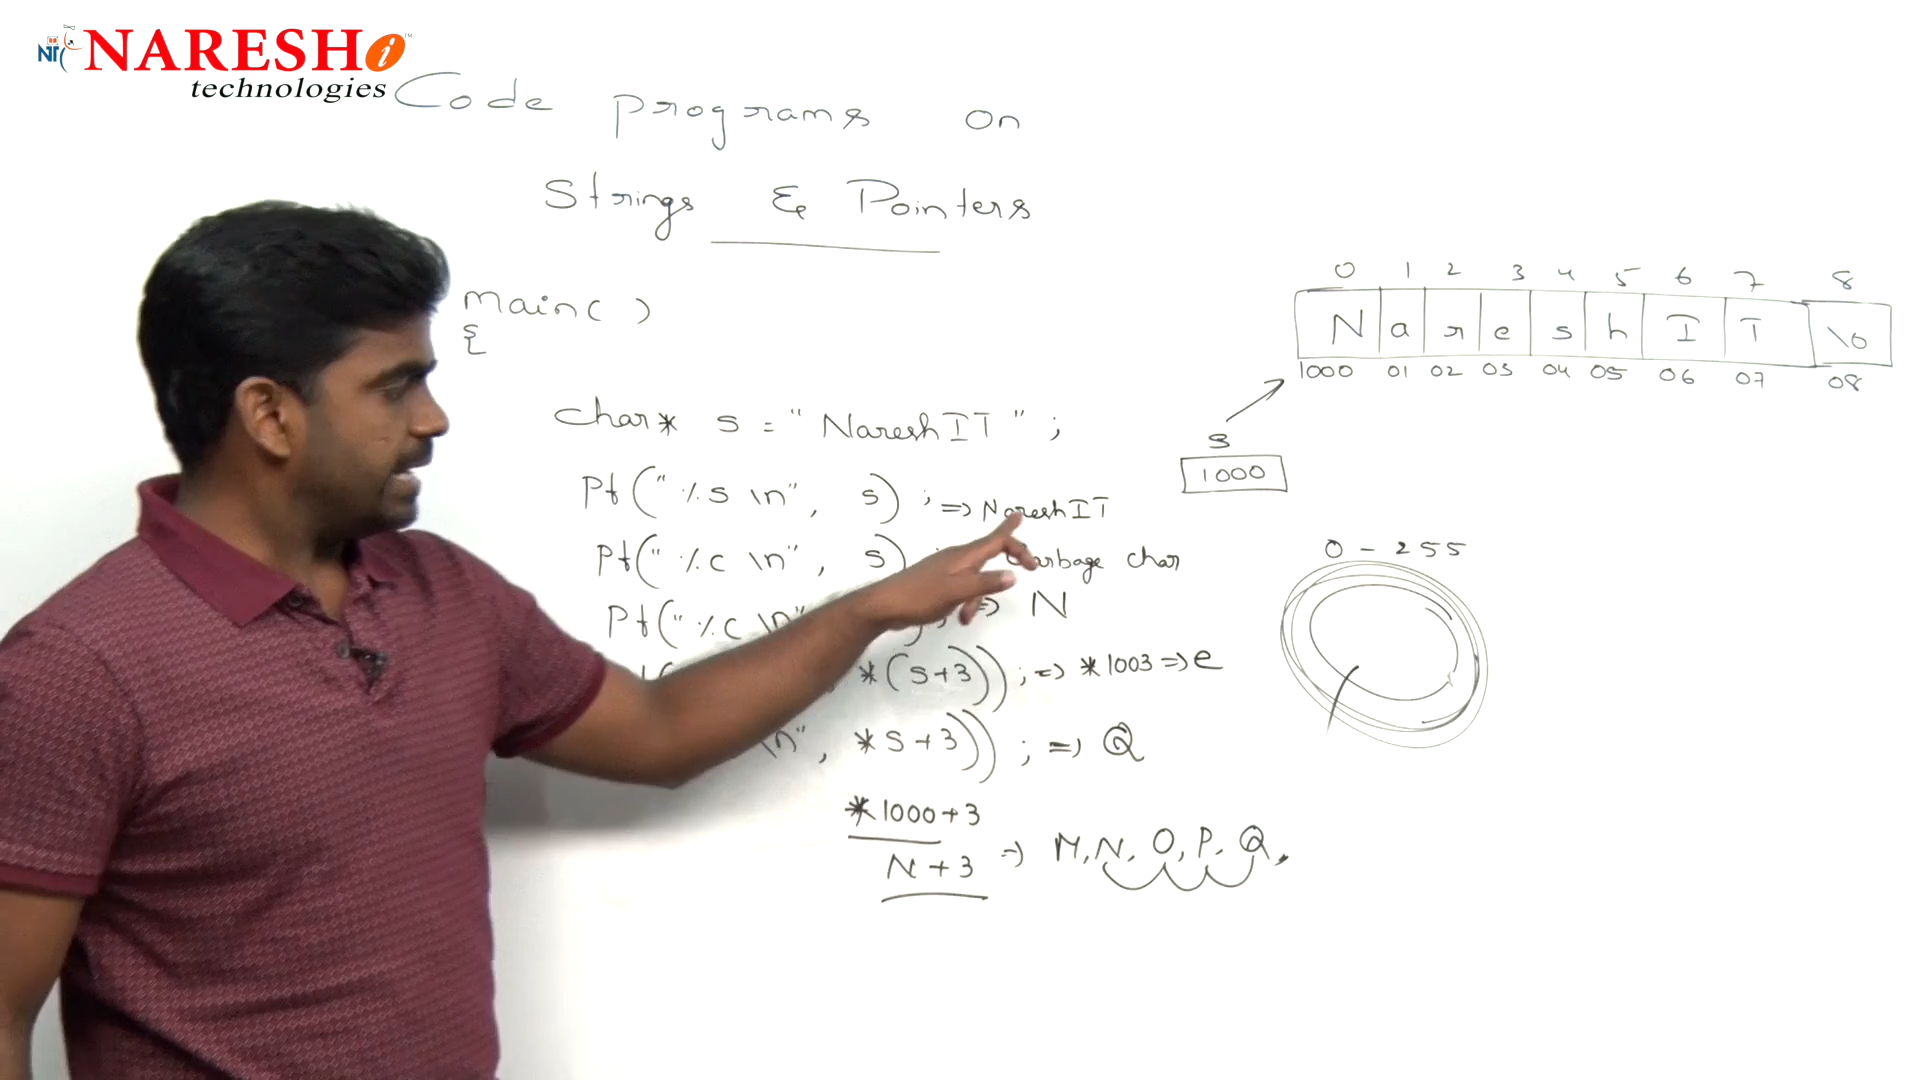 NARESHi
technologies
Code programs on
Strings & Pointers
main( )
{
char* s = "NareshIT" ;
Pf("%s \n", s) ; => NareshIT
Pf("%c \n", s) ; Garbage char
Pf("%c \n" ) ; => N
*(s+3)) ; => *1003 => e
\n", *s+3)) ; => Q
*1000+3
N+3 => M, N, O, P, Q,
0 1 2 3 4 5 6 7 8
N a r e s h I T \0
1000 01 02 03 04 05 06 07 08
s
1000
0 - 255